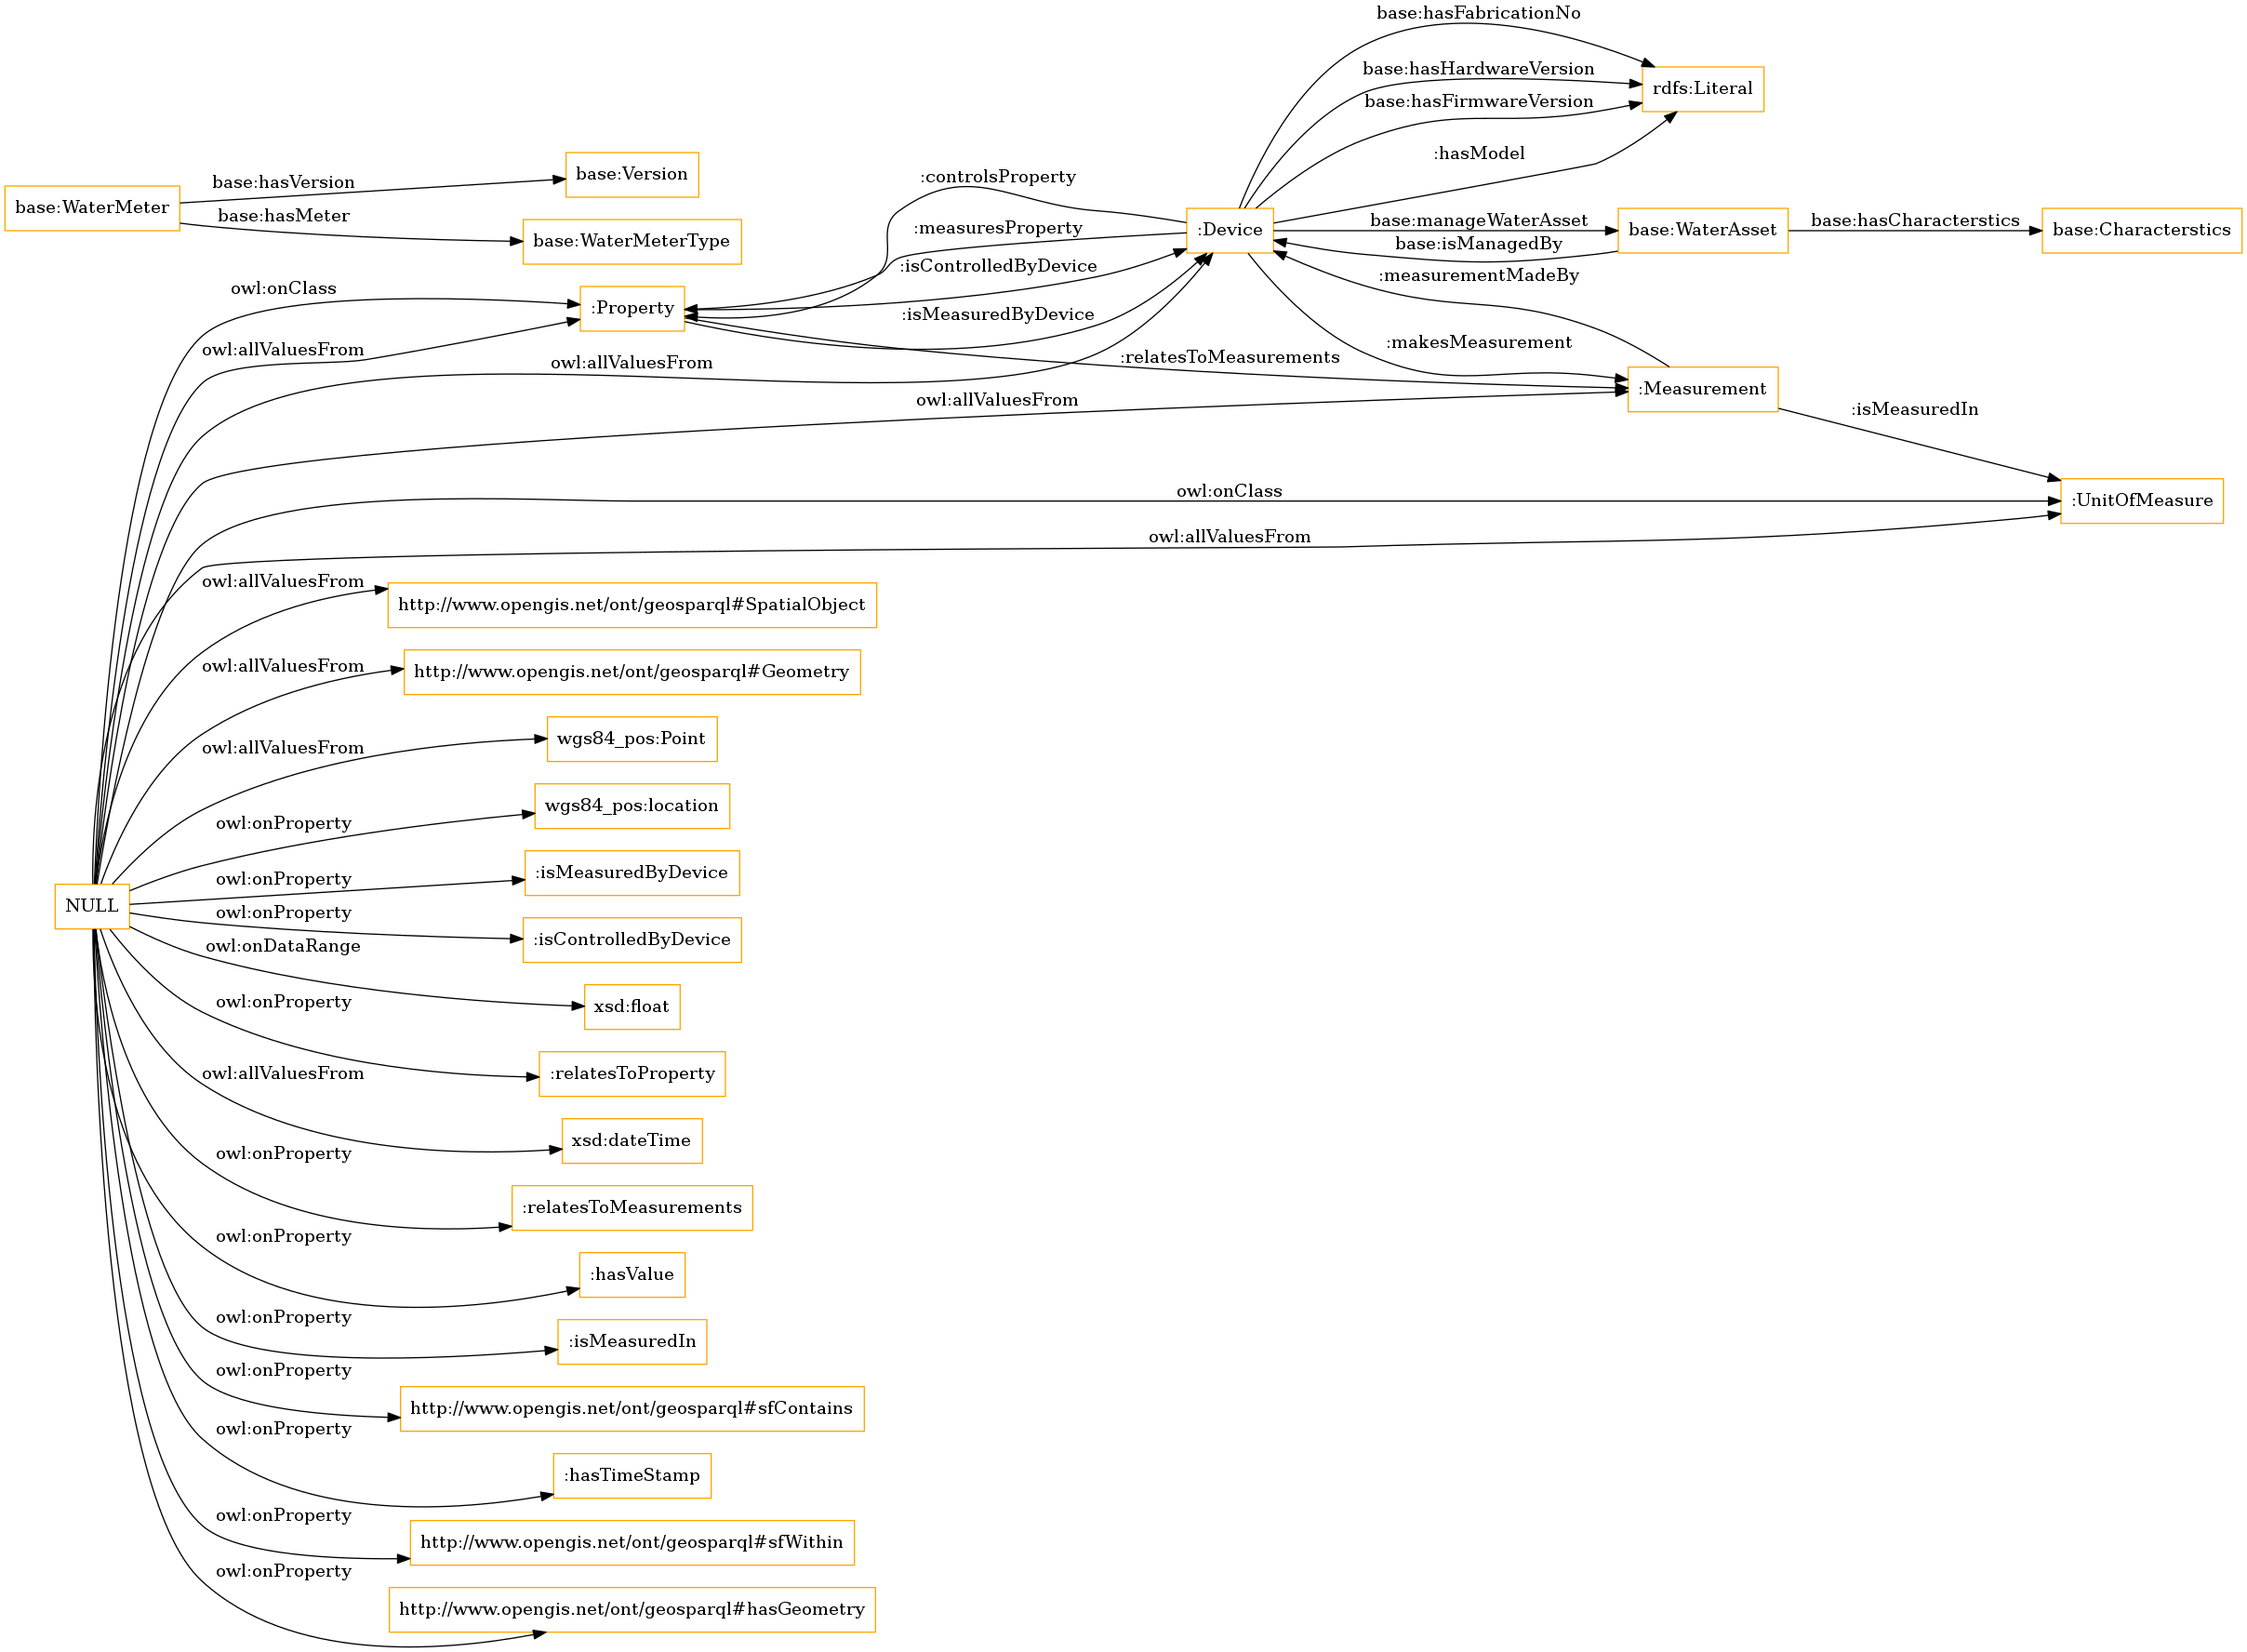 base:hasFabricationNo
base:hasHardwareVersion
rdfs:Literal
base:hasFirmwareVersion
:hasModel
base:Version
base:hasVersion
base:WaterMeter
base:hasMeter
base:WaterMeterType
:controlsProperty
:measuresProperty
:Device
base:manageWaterAsset
base:WaterAsset
base:hasCharacterstics
base:Characterstics
base:isManagedBy
:isControlledByDevice
:measurementMadeBy
owl:onClass
:Property
:isMeasuredByDevice
:makesMeasurement
owl:allValuesFrom
owl:allValuesFrom
:relatesToMeasurements
:Measurement
owl:allValuesFrom
:isMeasuredIn
owl:onClass
:UnitOfMeasure
owl:allValuesFrom
owl:allValuesFrom
http://www.opengis.net/ont/geosparql#SpatialObject
owl:allValuesFrom
http://www.opengis.net/ont/geosparql#Geometry
owl:allValuesFrom
wgs84_pos:Point
owl:onProperty
wgs84_pos:location
owl:onProperty
:isMeasuredByDevice
NULL
owl:onProperty
:isControlledByDevice
owl:onDataRange
xsd:float
owl:onProperty
:relatesToProperty
owl:allValuesFrom
xsd:dateTime
owl:onProperty
:relatesToMeasurements
owl:onProperty
:hasValue
owl:onProperty
:isMeasuredIn
owl:onProperty
http://www.opengis.net/ont/geosparql#sfContains
owl:onProperty
:hasTimeStamp
owl:onProperty
http://www.opengis.net/ont/geosparql#sfWithin
owl:onProperty
http://www.opengis.net/ont/geosparql#hasGeometry